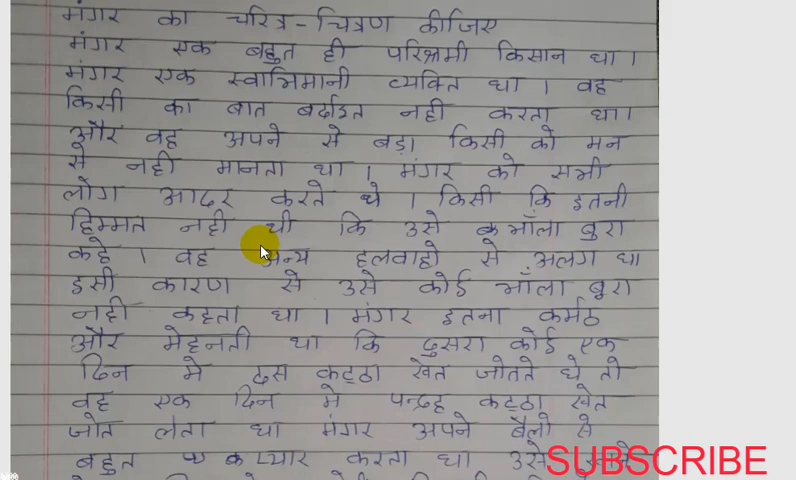 मंगर का चरित्र-चित्रण कीजिए
मंगर एक बहुत ही परिश्रमी किसान था।
मंगर एक स्वाभिमानी व्यक्ति था। वह
किसी का बात बर्दाश्त नही करता था।
और वह अपने से बड़ा किसी को मन
से नही मानता था। मंगर को सभी
लोग आदर करते थे। किसी कि इतनी
हिम्मत नही थी कि उसे भाँला बुरा
कहे। वह अन्य हलवाहो से अलग था
इसी कारण से उसे कोई भाँला बुरा
नही कहता था। मंगर इतना कर्मठ
और मेहनती था कि दुसरा कोई एक
दिन मे दस कट्ठा खेत जोतते थे तो
वह एक दिन मे पन्द्रह कट्ठा खेत
जोत लेता था मंगर अपने बैलो से
बहुत प्यार करता था उसे
SUBSCRIBE